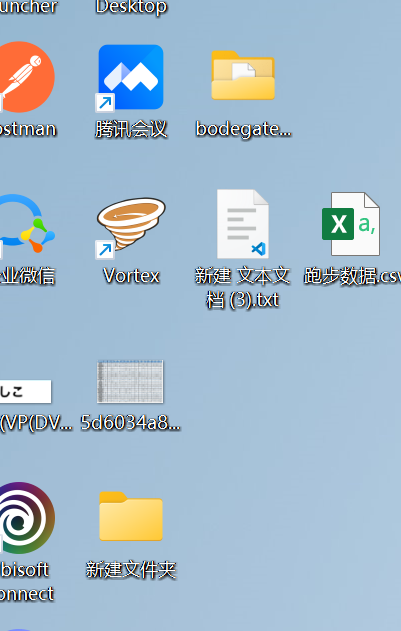 uncher
Desktop
ostman
腾讯会议
bodegate...
业微信
Vortex
新建 文本文
档 (3).txt
X a,
跑步数据.csv
しこ
(VP(DV...
5d6034a8...
bisoft
onnect
新建文件夹